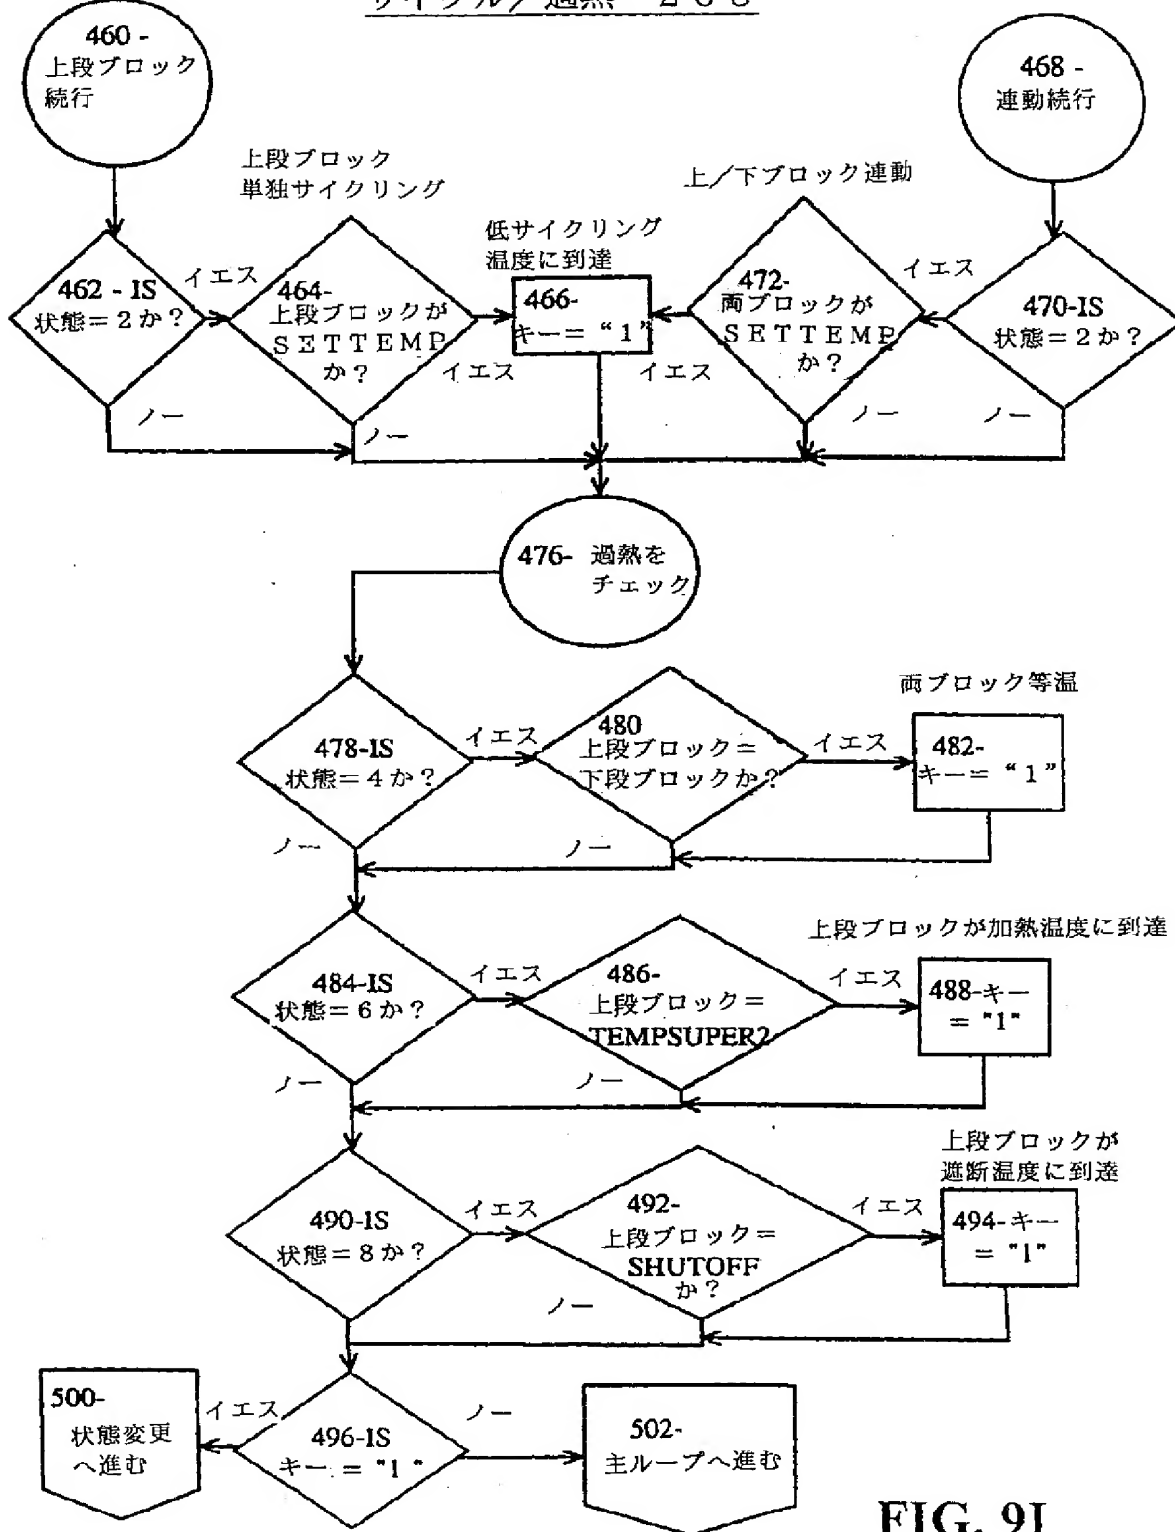 460 -
上段ブロック
続行
468 -
連動続行
上段ブロック
単独サイクリング
上／下ブロック連動
低サイクリング
温度に到達
462 - IS
状態＝2か？
イエス
464-
上段ブロックが
SETTEMP
か？
イエス
466-
キー＝“1”
イエス
472-
両ブロックが
SETTEMP
か？
イエス
470-IS
状態＝2か？
ノー
ノー
ノー
ノー
476- 過熱を
チェック
両ブロック等温
478-IS
状態＝4か？
イエス
480
上段ブロック＝
下段ブロックか？
イエス
482-
キー＝“1”
ノー
ノー
上段ブロックが加熱温度に到達
484-IS
状態＝6か？
イエス
486-
上段ブロック＝
TEMPSUPER2
イエス
488-キー
＝"1"
ノー
ノー
上段ブロックが
遮断温度に到達
490-IS
状態＝8か？
イエス
492-
上段ブロック＝
SHUTOFF
か？
イエス
494-キー
＝"1"
ノー
500-
状態変更
へ進む
イエス
496-IS
キー＝"1"
ノー
502-
主ループへ進む
FIG. 9I